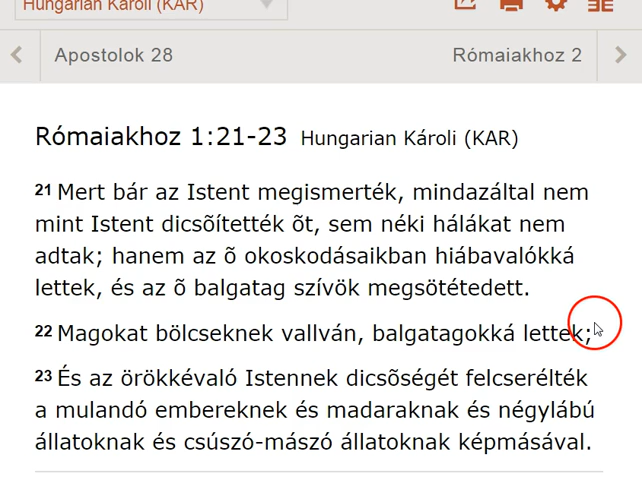 Hungarian Károli (KAR)
Apostolok 28
Rómaiakhoz 2
Rómaiakhoz 1:21-23 Hungarian Károli (KAR)
21 Mert bár az Istent megismerték, mindazáltal nem
mint Istent dicsõítették õt, sem néki hálákat nem
adtak; hanem az õ okoskodásaikban hiábavalókká
lettek, és az õ balgatag szívök megsötétedett.
22 Magokat bölcseknek vallván, balgatagokká lettek;
23 És az örökkévaló Istennek dicsõségét felcserélték
a mulandó embereknek és madaraknak és négylábú
állatoknak és csúszó-mászó állatoknak képmásával.